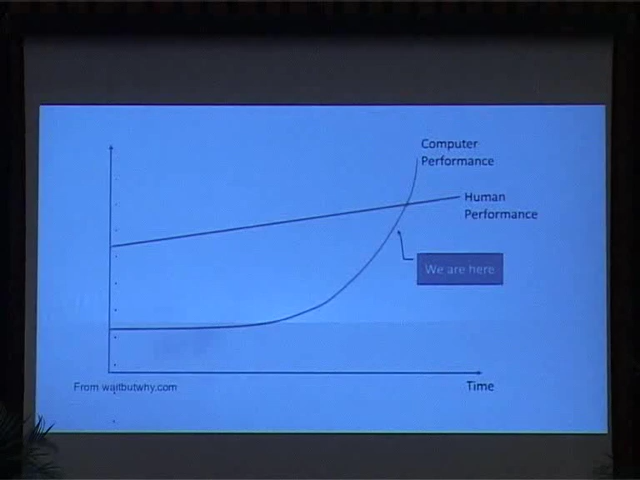 Computer
Performance
Human
Performance
We are here
From waitbutwhy.com
Time